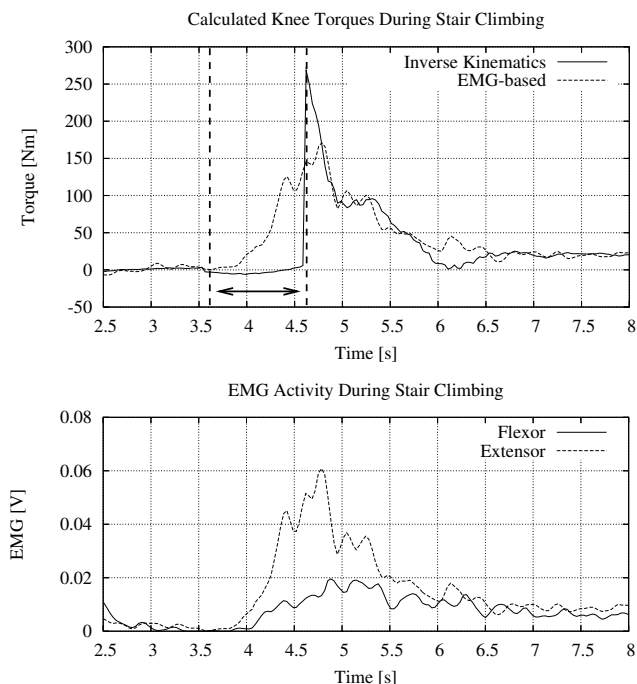 Calculated Knee Torques During Stair Climbing
300
250
200
150
100
50
0
-50
Torque [Nm]
Inverse Kinematics
EMG-based
2.5 3 3.5 4 4.5 5 5.5 6 6.5 7 7.5 8
Time [s]
EMG Activity During Stair Climbing
0.08
0.06
0.04
0.02
0
EMG [V]
Flexor
Extensor
2.5 3 3.5 4 4.5 5 5.5 6 6.5 7 7.5 8
Time [s]